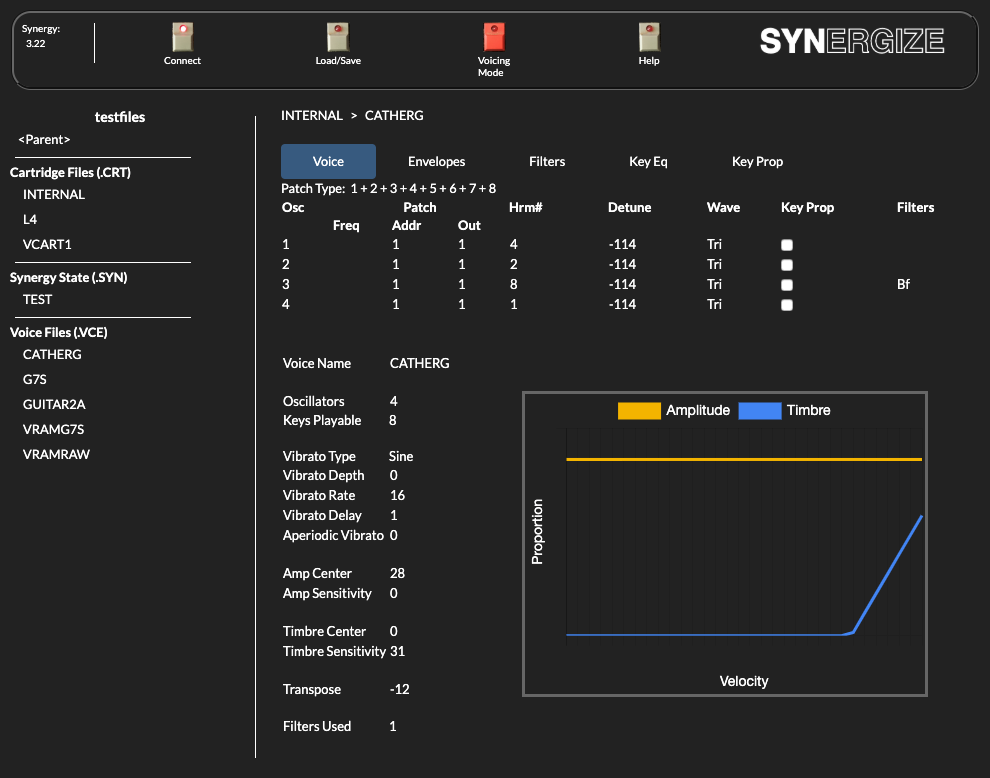 Synergy:
3.22
Connect
Load/Save
Voicing
Mode
Help
SYNERGIZE
testfiles
<Parent>
Cartridge Files (.CRT)
INTERNAL
L4
VCART1
Synergy State (.SYN)
TEST
Voice Files (.VCE)
CATHERG
G7S
GUITAR2A
VRAMG7S
VRAMRAW
INTERNAL > CATHERG
Voice Envelopes Filters Key Eq Key Prop
Patch Type: 1 + 2 + 3 + 4 + 5 + 6 + 7 + 8
Osc Patch Hrm# Detune Wave Key Prop Filters
Freq Addr Out
1 1 1 4 -114 Tri
2 1 1 2 -114 Tri
3 1 1 8 -114 Tri Bf
4 1 1 1 -114 Tri
Voice Name CATHERG
Oscillators 4
Keys Playable 8
Vibrato Type Sine
Vibrato Depth 0
Vibrato Rate 16
Vibrato Delay 1
Aperiodic Vibrato 0
Amp Center 28
Amp Sensitivity 0
Timbre Center 0
Timbre Sensitivity 31
Transpose -12
Filters Used 1
Amplitude Timbre
Proportion
Velocity